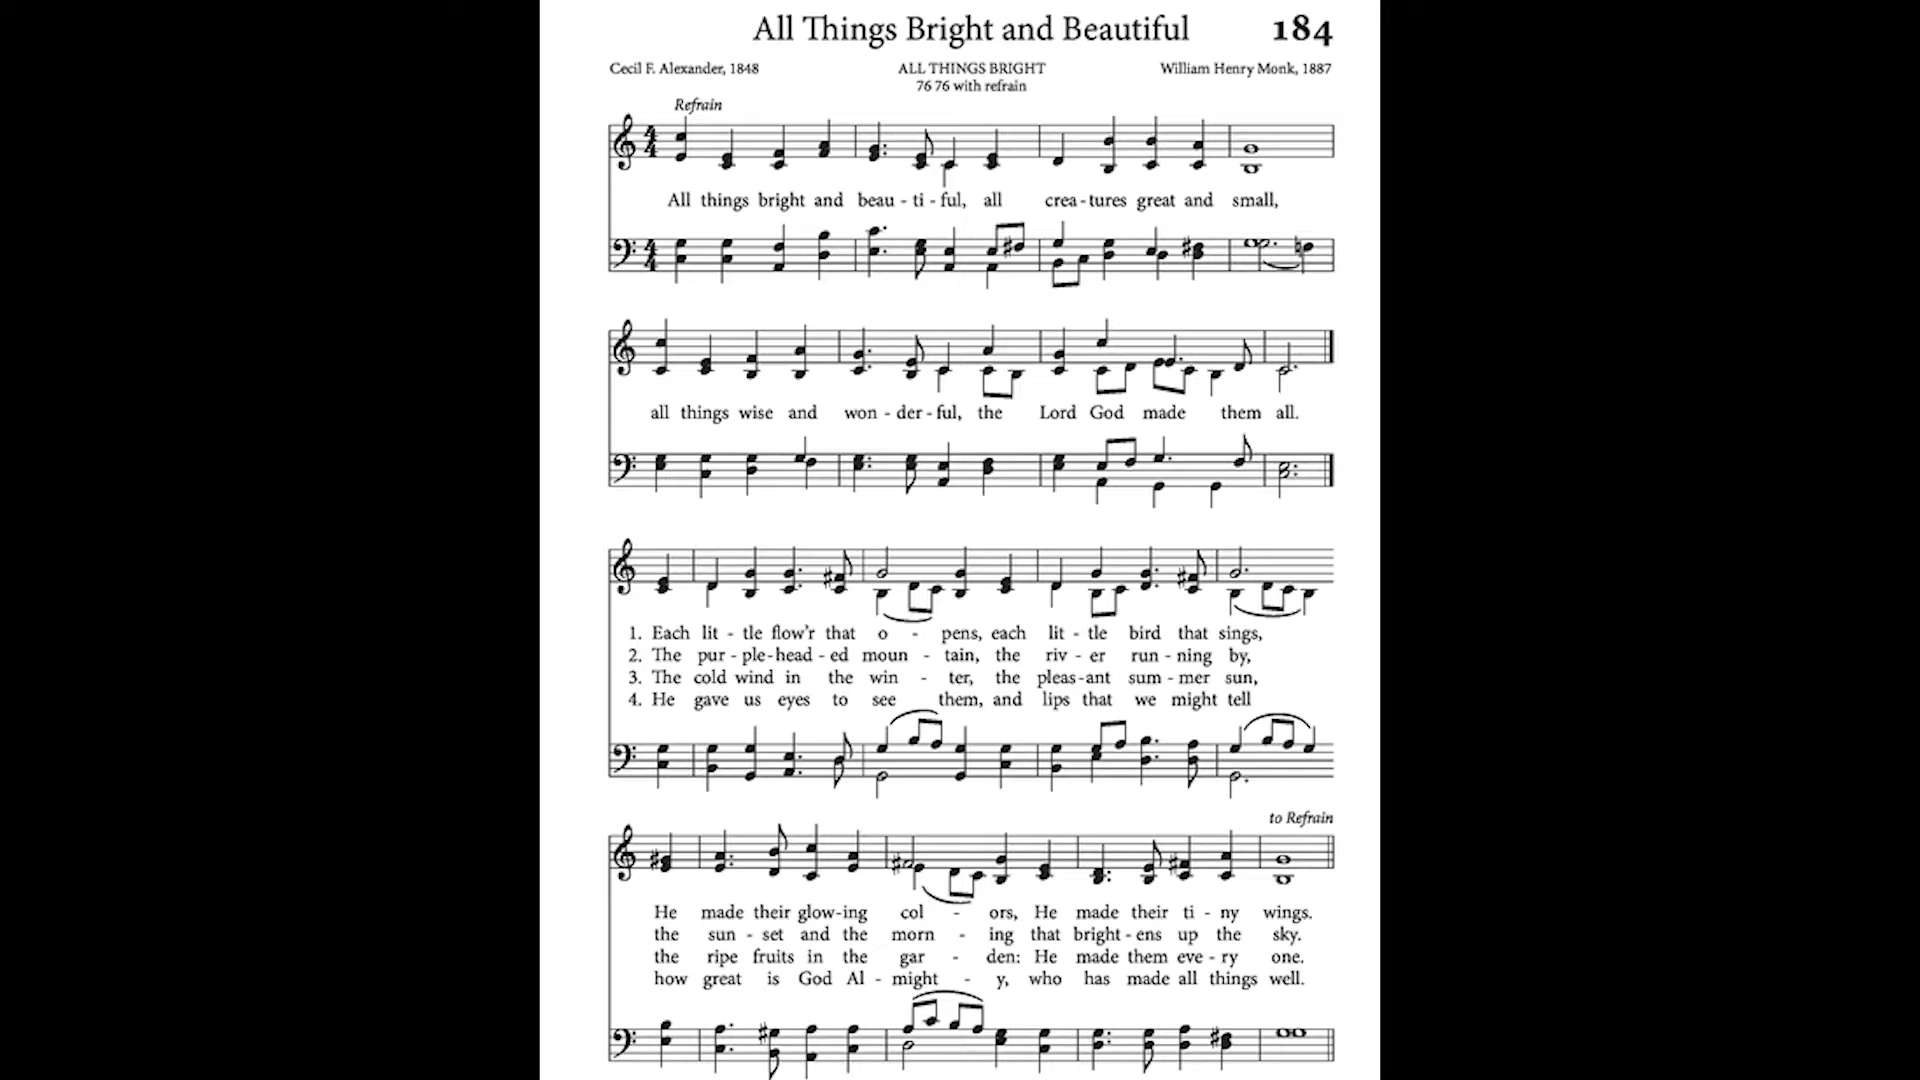 All Things Bright and Beautiful 184
Cecil F. Alexander, 1848 ALL THINGS BRIGHT William Henry Monk, 1887
76 76 with refrain
Refrain
All things bright and beau - ti - ful, all crea - tures great and small,
all things wise and won - der - ful, the Lord God made them all.
1. Each lit - tle flow'r that o - pens, each lit - tle bird that sings,
2. The pur - ple - head - ed moun - tain, the riv - er run - ning by,
3. The cold wind in the win - ter, the pleas - ant sum - mer sun,
4. He gave us eyes to see them, and lips that we might tell
to Refrain
He made their glow - ing col - ors, He made their ti - ny wings.
the sun - set and the morn - ing that bright - ens up the sky.
the ripe fruits in the gar - den: He made them eve - ry one.
how great is God Al - might - y, who has made all things well.